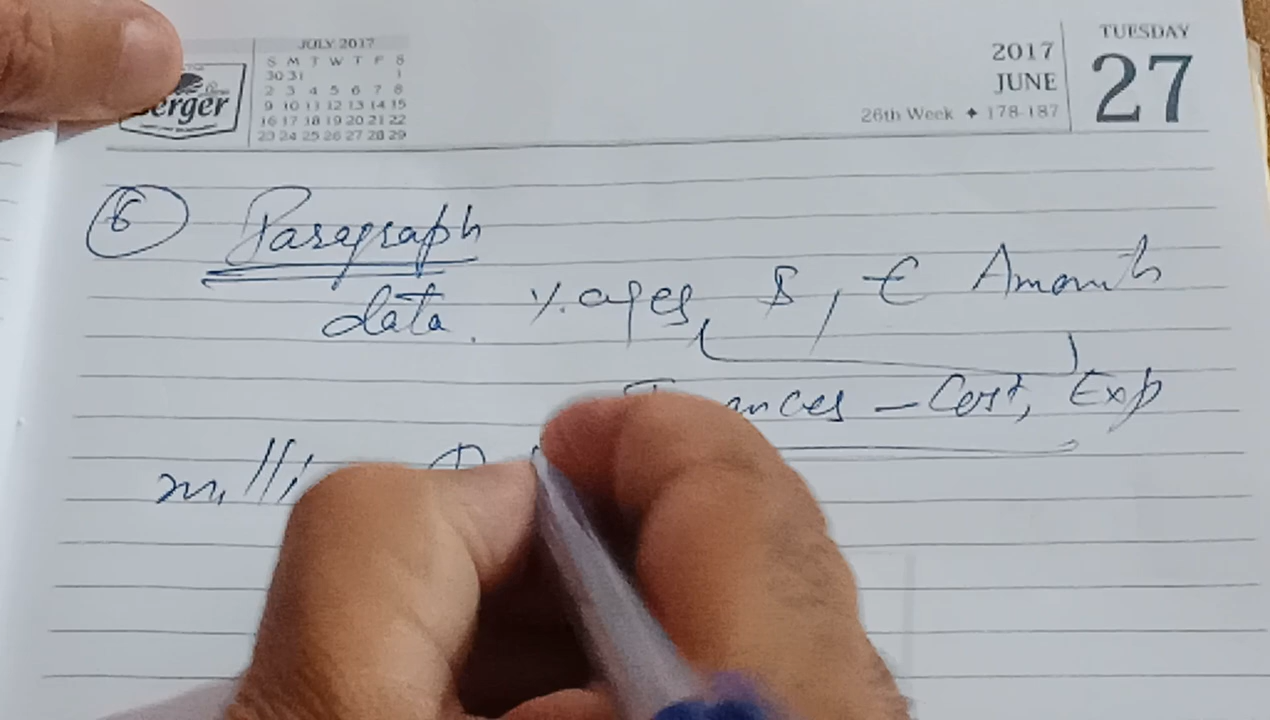 JULY 2017
S M T W T F S
30 31 1
2 3 4 5 6 7 8
9 10 11 12 13 14 15
16 17 18 19 20 21 22
23 24 25 26 27 28 29
Berger
2017
JUNE
26th Week ✦ 178-187
TUESDAY
27
6 Paragraph
data. %ages, $, € Amounts
Cost, Exp